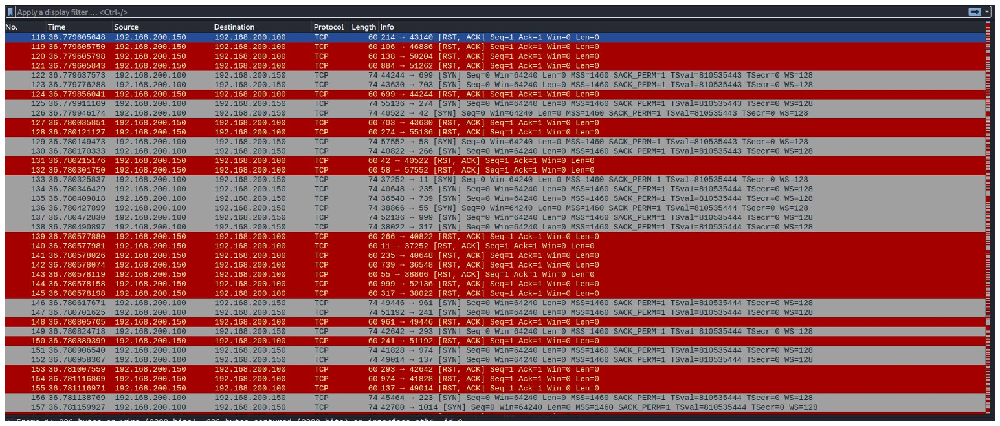 Apply a display filter ... <Ctrl-/>
No. Time Source Destination Protocol Length Info
118 36.779605648 192.168.200.150 192.168.200.100 TCP 60 214 → 43140 [RST, ACK] Seq=1 Ack=1 Win=0 Len=0
119 36.779605750 192.168.200.150 192.168.200.100 TCP 60 106 → 46886 [RST, ACK] Seq=1 Ack=1 Win=0 Len=0
120 36.779605798 192.168.200.150 192.168.200.100 TCP 60 138 → 50204 [RST, ACK] Seq=1 Ack=1 Win=0 Len=0
121 36.779605843 192.168.200.150 192.168.200.100 TCP 60 884 → 51262 [RST, ACK] Seq=1 Ack=1 Win=0 Len=0
122 36.779637573 192.168.200.100 192.168.200.150 TCP 74 44244 → 699 [SYN] Seq=0 Win=64240 Len=0 MSS=1460 SACK_PERM=1 TSval=810535443 TSecr=0 WS=128
123 36.779776288 192.168.200.100 192.168.200.150 TCP 74 43630 → 703 [SYN] Seq=0 Win=64240 Len=0 MSS=1460 SACK_PERM=1 TSval=810535443 TSecr=0 WS=128
124 36.779856041 192.168.200.150 192.168.200.100 TCP 60 699 → 44244 [RST, ACK] Seq=1 Ack=1 Win=0 Len=0
125 36.779911109 192.168.200.100 192.168.200.150 TCP 74 55136 → 274 [SYN] Seq=0 Win=64240 Len=0 MSS=1460 SACK_PERM=1 TSval=810535443 TSecr=0 WS=128
126 36.779946174 192.168.200.100 192.168.200.150 TCP 74 40522 → 42 [SYN] Seq=0 Win=64240 Len=0 MSS=1460 SACK_PERM=1 TSval=810535443 TSecr=0 WS=128
127 36.780035851 192.168.200.150 192.168.200.100 TCP 60 703 → 43630 [RST, ACK] Seq=1 Ack=1 Win=0 Len=0
128 36.780121127 192.168.200.150 192.168.200.100 TCP 60 274 → 55136 [RST, ACK] Seq=1 Ack=1 Win=0 Len=0
129 36.780149473 192.168.200.100 192.168.200.150 TCP 74 57552 → 58 [SYN] Seq=0 Win=64240 Len=0 MSS=1460 SACK_PERM=1 TSval=810535443 TSecr=0 WS=128
130 36.780170333 192.168.200.100 192.168.200.150 TCP 74 40822 → 266 [SYN] Seq=0 Win=64240 Len=0 MSS=1460 SACK_PERM=1 TSval=810535443 TSecr=0 WS=128
131 36.780215176 192.168.200.150 192.168.200.100 TCP 60 42 → 40522 [RST, ACK] Seq=1 Ack=1 Win=0 Len=0
132 36.780301750 192.168.200.150 192.168.200.100 TCP 60 58 → 57552 [RST, ACK] Seq=1 Ack=1 Win=0 Len=0
133 36.780325837 192.168.200.100 192.168.200.150 TCP 74 37252 → 11 [SYN] Seq=0 Win=64240 Len=0 MSS=1460 SACK_PERM=1 TSval=810535444 TSecr=0 WS=128
134 36.780346429 192.168.200.100 192.168.200.150 TCP 74 40648 → 235 [SYN] Seq=0 Win=64240 Len=0 MSS=1460 SACK_PERM=1 TSval=810535444 TSecr=0 WS=128
135 36.780409818 192.168.200.100 192.168.200.150 TCP 74 36548 → 739 [SYN] Seq=0 Win=64240 Len=0 MSS=1460 SACK_PERM=1 TSval=810535444 TSecr=0 WS=128
136 36.780427899 192.168.200.100 192.168.200.150 TCP 74 38866 → 55 [SYN] Seq=0 Win=64240 Len=0 MSS=1460 SACK_PERM=1 TSval=810535444 TSecr=0 WS=128
137 36.780472830 192.168.200.100 192.168.200.150 TCP 74 52136 → 999 [SYN] Seq=0 Win=64240 Len=0 MSS=1460 SACK_PERM=1 TSval=810535444 TSecr=0 WS=128
138 36.780490897 192.168.200.100 192.168.200.150 TCP 74 38022 → 317 [SYN] Seq=0 Win=64240 Len=0 MSS=1460 SACK_PERM=1 TSval=810535444 TSecr=0 WS=128
139 36.780577880 192.168.200.150 192.168.200.100 TCP 60 266 → 40822 [RST, ACK] Seq=1 Ack=1 Win=0 Len=0
140 36.780577981 192.168.200.150 192.168.200.100 TCP 60 11 → 37252 [RST, ACK] Seq=1 Ack=1 Win=0 Len=0
141 36.780578026 192.168.200.150 192.168.200.100 TCP 60 235 → 40648 [RST, ACK] Seq=1 Ack=1 Win=0 Len=0
142 36.780578074 192.168.200.150 192.168.200.100 TCP 60 739 → 36548 [RST, ACK] Seq=1 Ack=1 Win=0 Len=0
143 36.780578119 192.168.200.150 192.168.200.100 TCP 60 55 → 38866 [RST, ACK] Seq=1 Ack=1 Win=0 Len=0
144 36.780578158 192.168.200.150 192.168.200.100 TCP 60 999 → 52136 [RST, ACK] Seq=1 Ack=1 Win=0 Len=0
145 36.780578198 192.168.200.150 192.168.200.100 TCP 60 317 → 38022 [RST, ACK] Seq=1 Ack=1 Win=0 Len=0
146 36.780617671 192.168.200.100 192.168.200.150 TCP 74 49446 → 961 [SYN] Seq=0 Win=64240 Len=0 MSS=1460 SACK_PERM=1 TSval=810535444 TSecr=0 WS=128
147 36.780701625 192.168.200.100 192.168.200.150 TCP 74 51192 → 241 [SYN] Seq=0 Win=64240 Len=0 MSS=1460 SACK_PERM=1 TSval=810535444 TSecr=0 WS=128
148 36.780805705 192.168.200.150 192.168.200.100 TCP 60 961 → 49446 [RST, ACK] Seq=1 Ack=1 Win=0 Len=0
149 36.780824718 192.168.200.100 192.168.200.150 TCP 74 42642 → 293 [SYN] Seq=0 Win=64240 Len=0 MSS=1460 SACK_PERM=1 TSval=810535444 TSecr=0 WS=128
150 36.780889399 192.168.200.150 192.168.200.100 TCP 60 241 → 51192 [RST, ACK] Seq=1 Ack=1 Win=0 Len=0
151 36.780906540 192.168.200.100 192.168.200.150 TCP 74 41828 → 974 [SYN] Seq=0 Win=64240 Len=0 MSS=1460 SACK_PERM=1 TSval=810535444 TSecr=0 WS=128
152 36.780958307 192.168.200.100 192.168.200.150 TCP 74 49014 → 137 [SYN] Seq=0 Win=64240 Len=0 MSS=1460 SACK_PERM=1 TSval=810535444 TSecr=0 WS=128
153 36.781007559 192.168.200.150 192.168.200.100 TCP 60 293 → 42642 [RST, ACK] Seq=1 Ack=1 Win=0 Len=0
154 36.781116869 192.168.200.150 192.168.200.100 TCP 60 974 → 41828 [RST, ACK] Seq=1 Ack=1 Win=0 Len=0
155 36.781116971 192.168.200.150 192.168.200.100 TCP 60 137 → 49014 [RST, ACK] Seq=1 Ack=1 Win=0 Len=0
156 36.781138769 192.168.200.100 192.168.200.150 TCP 74 45464 → 223 [SYN] Seq=0 Win=64240 Len=0 MSS=1460 SACK_PERM=1 TSval=810535444 TSecr=0 WS=128
157 36.781159927 192.168.200.100 192.168.200.150 TCP 74 42700 → 1014 [SYN] Seq=0 Win=64240 Len=0 MSS=1460 SACK_PERM=1 TSval=810535444 TSecr=0 WS=128
Frame 1: 286 bytes on wire (2288 bits), 286 bytes captured (2288 bits) on interface eth1, id 0